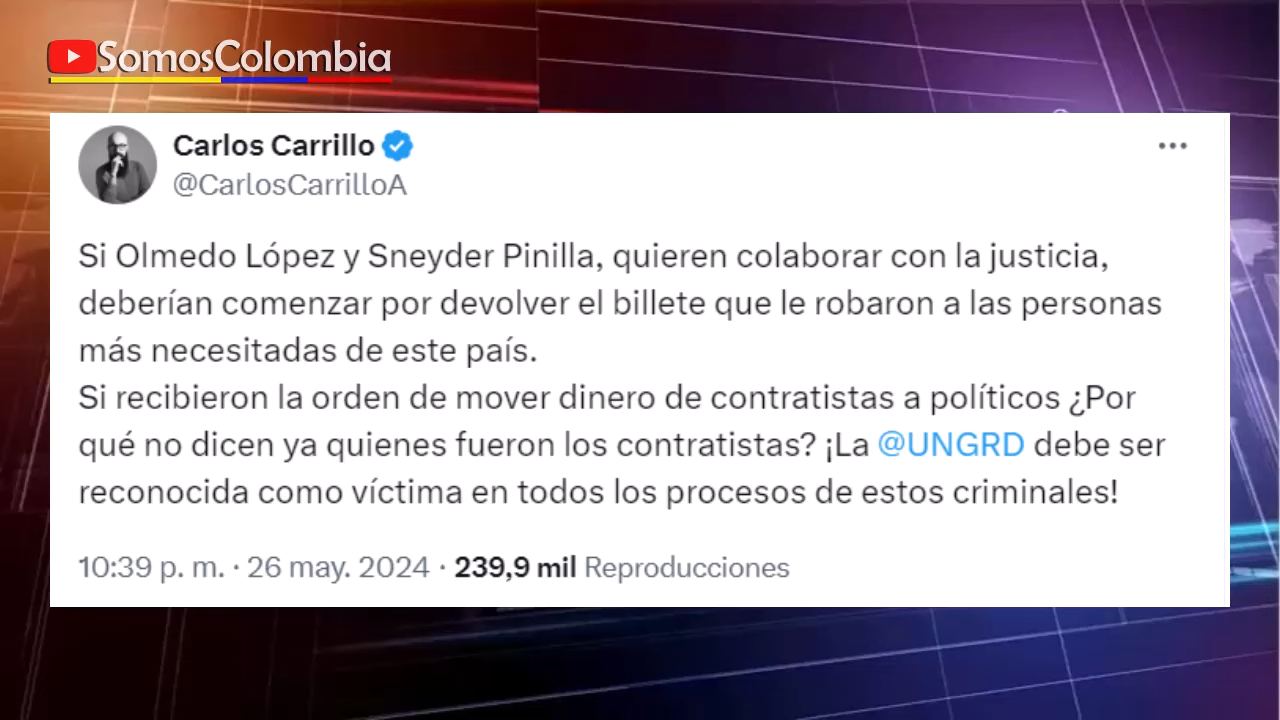 SomosColombia
Carlos Carrillo
@CarlosCarrilloA
Si Olmedo López y Sneyder Pinilla, quieren colaborar con la justicia,
deberían comenzar por devolver el billete que le robaron a las personas
más necesitadas de este país.
Si recibieron la orden de mover dinero de contratistas a políticos ¿Por
qué no dicen ya quienes fueron los contratistas? ¡La @UNGRD debe ser
reconocida como víctima en todos los procesos de estos criminales!
10:39 p. m. · 26 may. 2024 · 239,9 mil Reproducciones